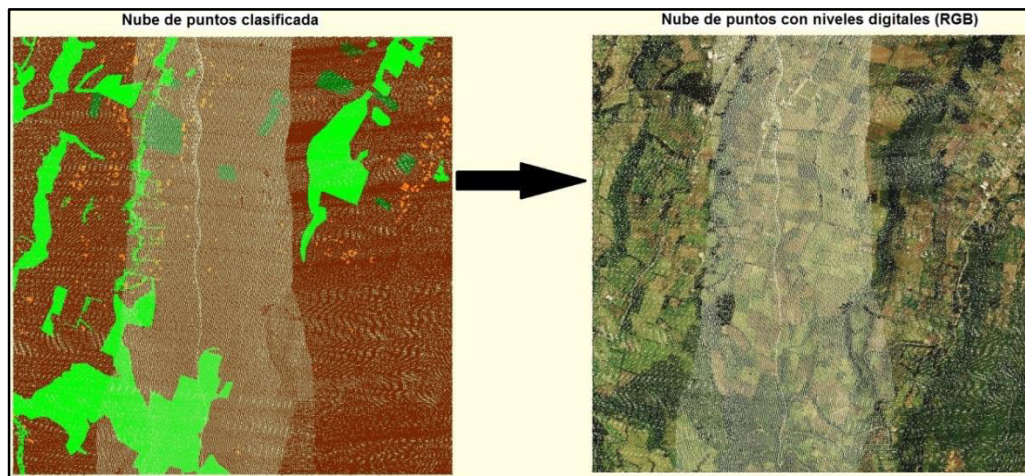 Nube de puntos clasificada
Nube de puntos con niveles digitales (RGB)